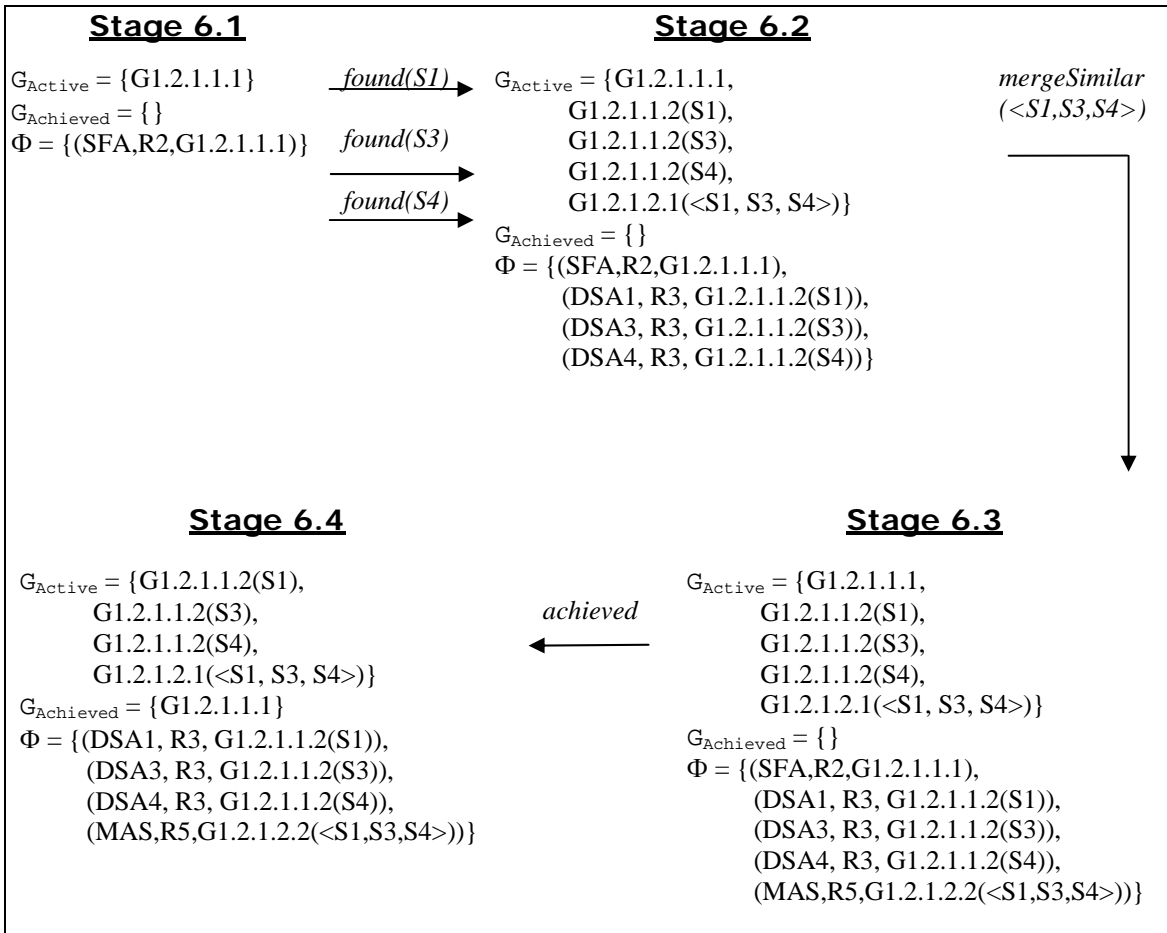 Stage 6.1
G_Active = {G1.2.1.1.1}
G_Achieved = {}
Φ = {(SFA,R2,G1.2.1.1.1)}
found(S1)
found(S3)
found(S4)
Stage 6.2
G_Active = {G1.2.1.1.1,
G1.2.1.1.2(S1),
G1.2.1.1.2(S3),
G1.2.1.1.2(S4),
G1.2.1.2.1(<S1, S3, S4>)}
G_Achieved = {}
Φ = {(SFA,R2,G1.2.1.1.1),
(DSA1, R3, G1.2.1.1.2(S1)),
(DSA3, R3, G1.2.1.1.2(S3)),
(DSA4, R3, G1.2.1.1.2(S4))}
mergeSimilar
(<S1,S3,S4>)
Stage 6.3
G_Active = {G1.2.1.1.1,
G1.2.1.1.2(S1),
G1.2.1.1.2(S3),
G1.2.1.1.2(S4),
G1.2.1.2.1(<S1, S3, S4>)}
G_Achieved = {}
Φ = {(SFA,R2,G1.2.1.1.1),
(DSA1, R3, G1.2.1.1.2(S1)),
(DSA3, R3, G1.2.1.1.2(S3)),
(DSA4, R3, G1.2.1.1.2(S4)),
(MAS,R5,G1.2.1.2.2(<S1,S3,S4>))}
achieved
Stage 6.4
G_Active = {G1.2.1.1.2(S1),
G1.2.1.1.2(S3),
G1.2.1.1.2(S4),
G1.2.1.2.1(<S1, S3, S4>)}
G_Achieved = {G1.2.1.1.1}
Φ = {(DSA1, R3, G1.2.1.1.2(S1)),
(DSA3, R3, G1.2.1.1.2(S3)),
(DSA4, R3, G1.2.1.1.2(S4)),
(MAS,R5,G1.2.1.2.2(<S1,S3,S4>))}